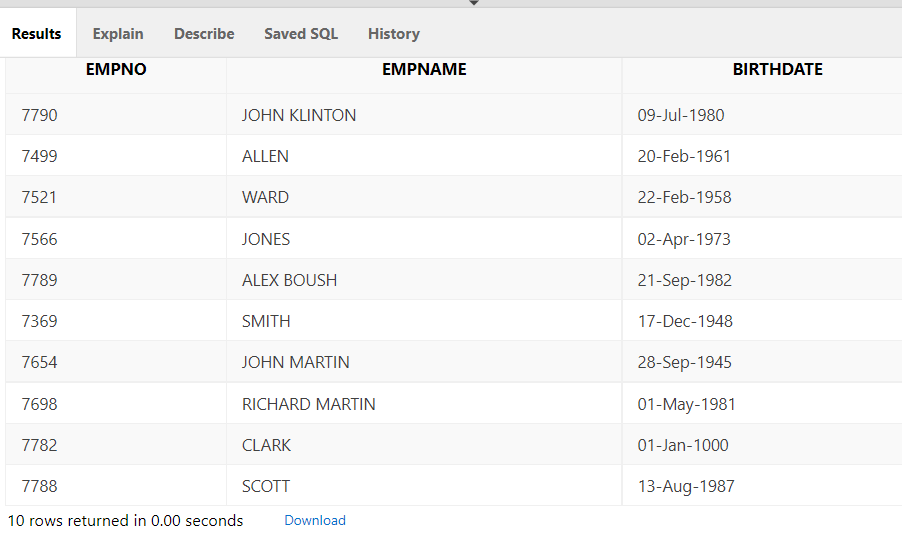 Results Explain Describe Saved SQL History
EMPNO EMPNAME BIRTHDATE
7790 JOHN KLINTON 09-Jul-1980
7499 ALLEN 20-Feb-1961
7521 WARD 22-Feb-1958
7566 JONES 02-Apr-1973
7789 ALEX BOUSH 21-Sep-1982
7369 SMITH 17-Dec-1948
7654 JOHN MARTIN 28-Sep-1945
7698 RICHARD MARTIN 01-May-1981
7782 CLARK 01-Jan-1000
7788 SCOTT 13-Aug-1987
10 rows returned in 0.00 seconds Download